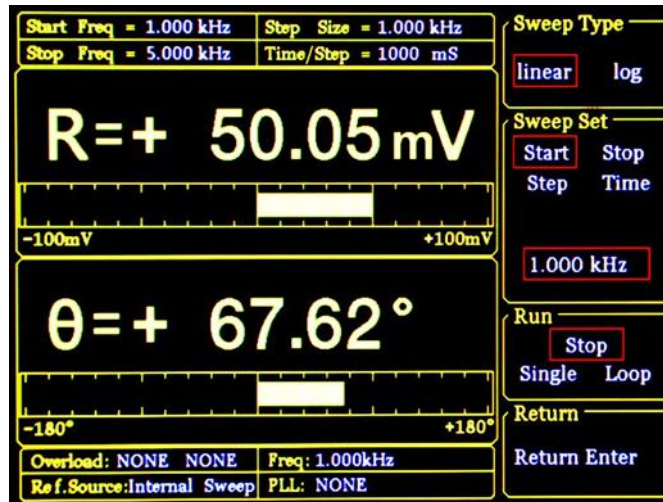 Start Freq = 1.000 kHz
Step Size = 1.000 kHz
Stop Freq = 5.000 kHz
Time/Step = 1000 mS
R=+ 50.05 mV
-100mV +100mV
θ=+ 67.62°
-180° +180°
Overload: NONE NONE
Freq: 1.000kHz
Ref.Source:Internal Sweep
PLL: NONE
Sweep Type
linear log
Sweep Set
Start Stop
Step Time
1.000 kHz
Run
Stop
Single Loop
Return
Return Enter